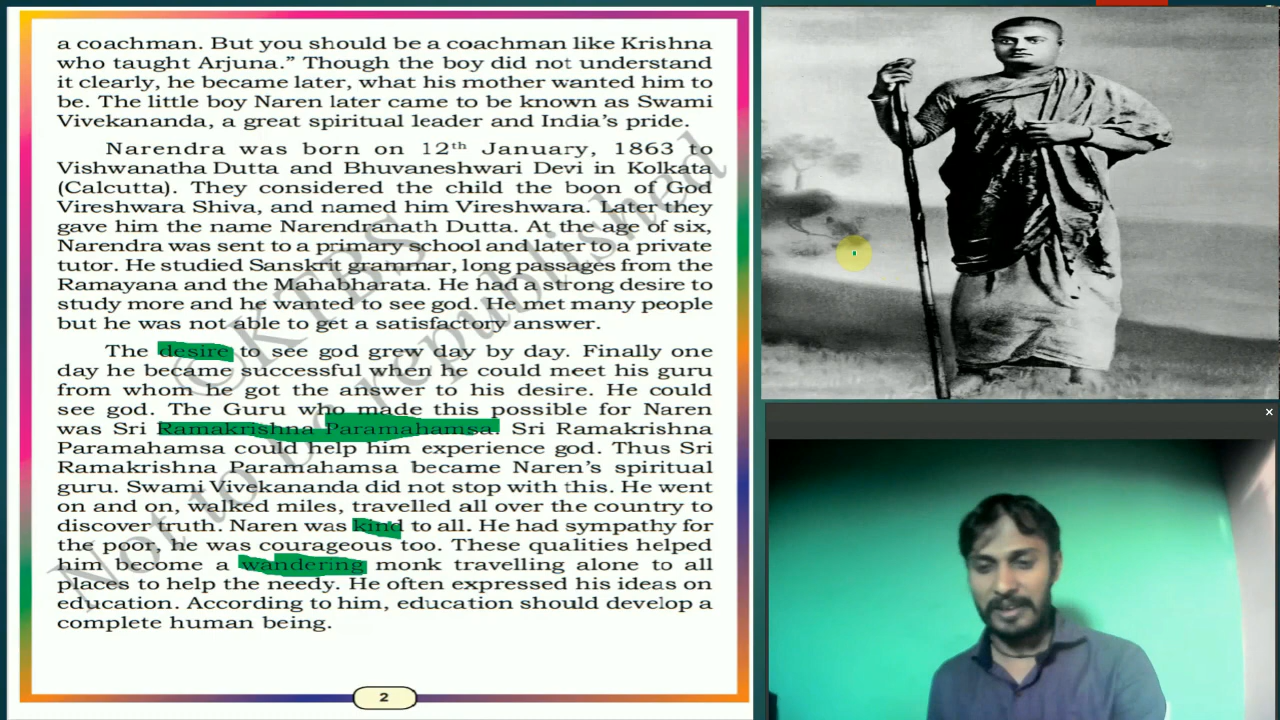 a coachman. But you should be a coachman like Krishna
who taught Arjuna.” Though the boy did not understand
it clearly, he became later, what his mother wanted him to
be. The little boy Naren later came to be known as Swami
Vivekananda, a great spiritual leader and India’s pride.
Narendra was born on 12th January, 1863 to
Vishwanatha Dutta and Bhuvaneshwari Devi in Kolkata
(Calcutta). They considered the child the boon of God
Vireshwara Shiva, and named him Vireshwara. Later they
gave him the name Narendranath Dutta. At the age of six,
Narendra was sent to a primary school and later to a private
tutor. He studied Sanskrit grammar, long passages from the
Ramayana and the Mahabharata. He had a strong desire to
study more and he wanted to see god. He met many people
but he was not able to get a satisfactory answer.
The desire to see god grew day by day. Finally one
day he became successful when he could meet his guru
from whom he got the answer to his desire. He could
see god. The Guru who made this possible for Naren
was Sri Ramakrishna Paramahamsa. Sri Ramakrishna
Paramahamsa could help him experience god. Thus Sri
Ramakrishna Paramahamsa became Naren’s spiritual
guru. Swami Vivekananda did not stop with this. He went
on and on, walked miles, travelled all over the country to
discover truth. Naren was kind to all. He had sympathy for
the poor, he was courageous too. These qualities helped
him become a wandering monk travelling alone to all
places to help the needy. He often expressed his ideas on
education. According to him, education should develop a
complete human being.
2
©KTBS
Not to be republished